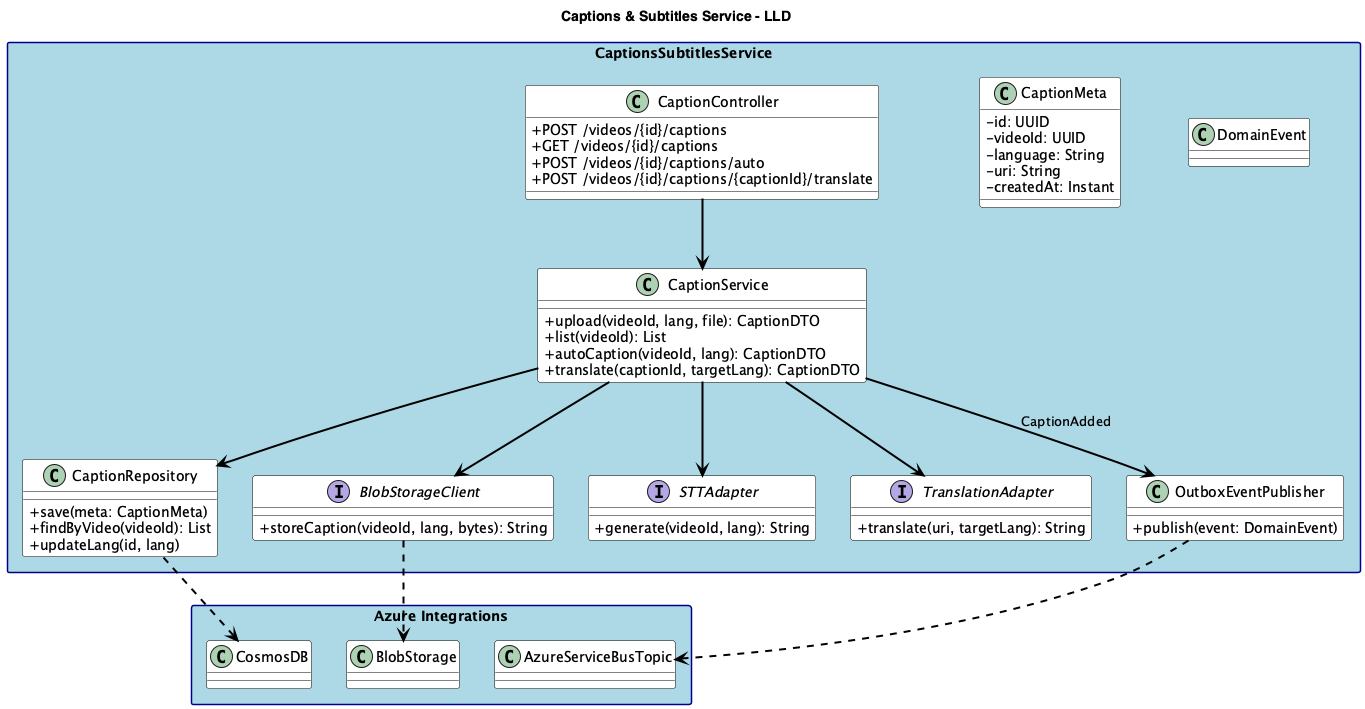 Captions & Subtitles Service - LLD
CaptionsSubtitlesService
C CaptionController
+POST /videos/{id}/captions
+GET /videos/{id}/captions
+POST /videos/{id}/captions/auto
+POST /videos/{id}/captions/{captionId}/translate
C CaptionMeta
-id: UUID
-videoId: UUID
-language: String
-uri: String
-createdAt: Instant
C DomainEvent
C CaptionService
+upload(videoId, lang, file): CaptionDTO
+list(videoId): List
+autoCaption(videoId, lang): CaptionDTO
+translate(captionId, targetLang): CaptionDTO
CaptionAdded
C CaptionRepository
+save(meta: CaptionMeta)
+findByVideo(videoId): List
+updateLang(id, lang)
I BlobStorageClient
+storeCaption(videoId, lang, bytes): String
I STTAdapter
+generate(videoId, lang): String
I TranslationAdapter
+translate(uri, targetLang): String
C OutboxEventPublisher
+publish(event: DomainEvent)
Azure Integrations
C CosmosDB
C BlobStorage
C AzureServiceBusTopic